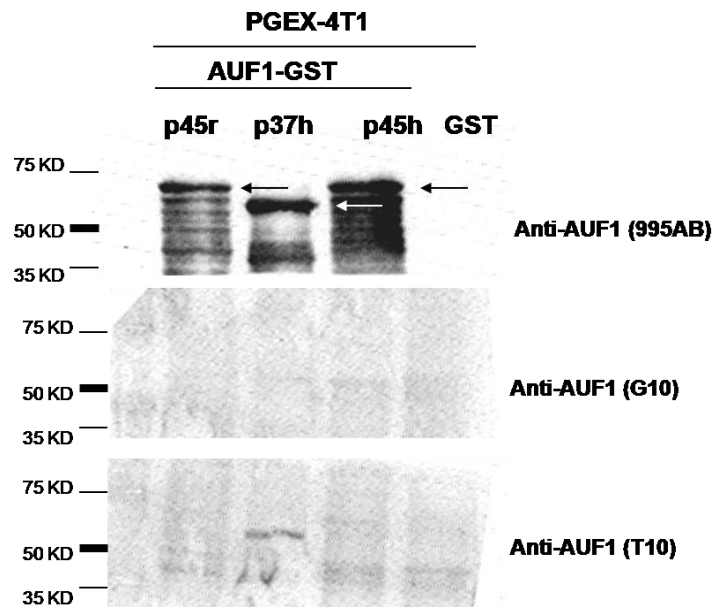 PGEX-4T1
AUF1-GST
p45r p37h p45h GST
75 KD
50 KD
35 KD
Anti-AUF1 (995AB)
75 KD
50 KD
35 KD
Anti-AUF1 (G10)
75 KD
50 KD
35 KD
Anti-AUF1 (T10)